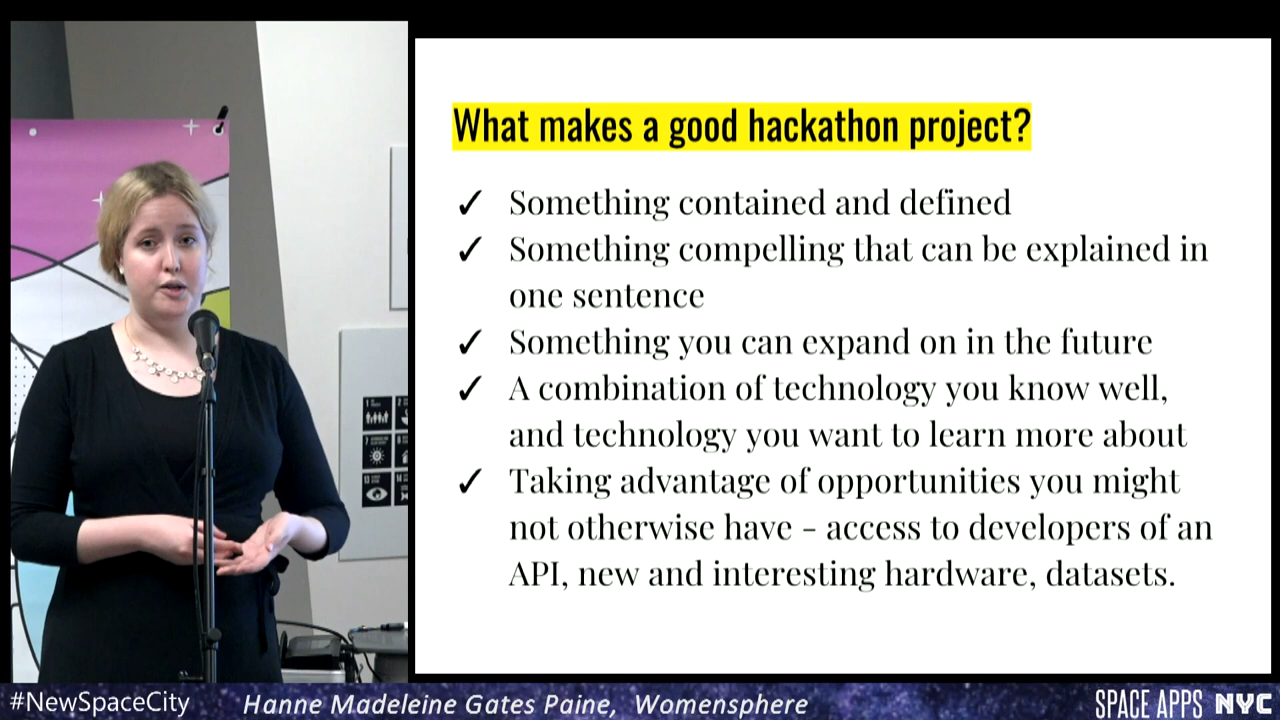 What makes a good hackathon project?
✓ Something contained and defined
✓ Something compelling that can be explained in
one sentence
✓ Something you can expand on in the future
✓ A combination of technology you know well,
and technology you want to learn more about
✓ Taking advantage of opportunities you might
not otherwise have - access to developers of an
API, new and interesting hardware, datasets.
#NewSpaceCity
Hanne Madeleine Gates Paine, Womensphere
SPACE APPS NYC